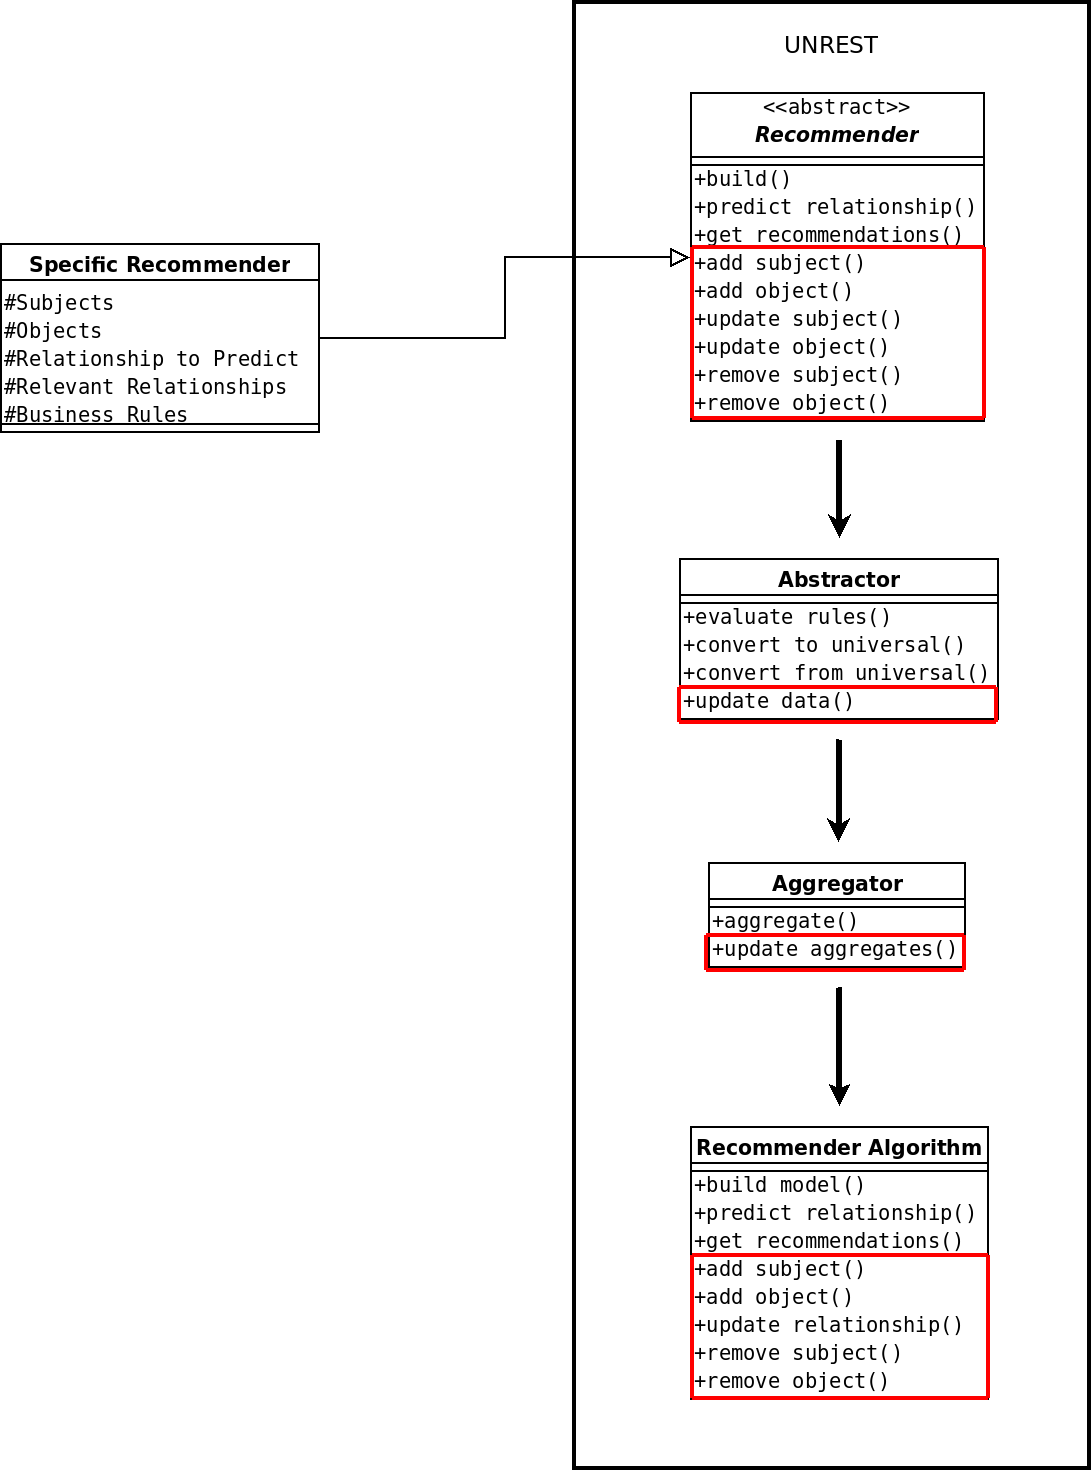 UNREST
<<abstract>>
Recommender
+build()
+predict relationship()
+get recommendations()
+add subject()
+add object()
+update subject()
+update object()
+remove subject()
+remove object()
Specific Recommender
#Subjects
#Objects
#Relationship to Predict
#Relevant Relationships
#Business Rules
Abstractor
+evaluate rules()
+convert to universal()
+convert from universal()
+update data()
Aggregator
+aggregate()
+update aggregates()
Recommender Algorithm
+build model()
+predict relationship()
+get recommendations()
+add subject()
+add object()
+update relationship()
+remove subject()
+remove object()